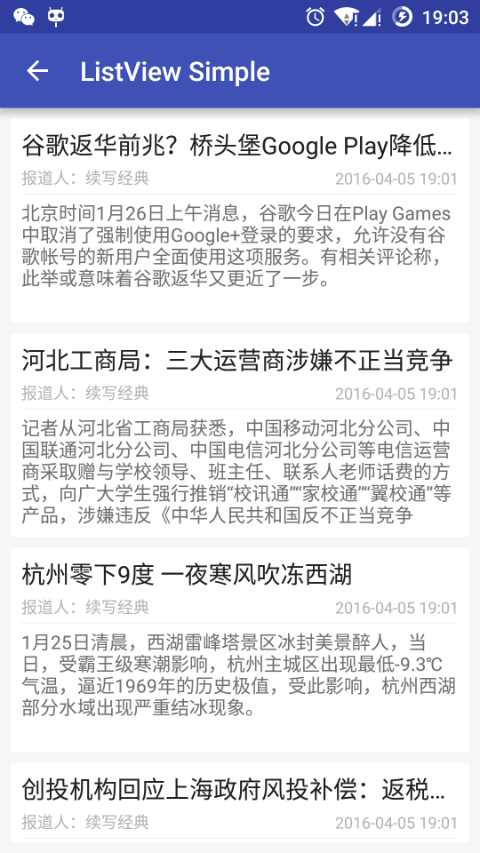 19:03
ListView Simple
谷歌返华前兆？桥头堡Google Play降低...
报道人：续写经典
2016-04-05 19:01
北京时间1月26日上午消息，谷歌今日在Play Games
中取消了强制使用Google+登录的要求，允许没有谷
歌帐号的新用户全面使用这项服务。有相关评论称，
此举或意味着谷歌返华又更近了一步。
河北工商局：三大运营商涉嫌不正当竞争
报道人：续写经典
2016-04-05 19:01
记者从河北省工商局获悉，中国移动河北分公司、中
国联通河北分公司、中国电信河北分公司等电信运营
商采取赠与学校领导、班主任、联系人老师话费的方
式，向广大学生强行推销“校讯通”“家校通”“翼校通”等
产品，涉嫌违反《中华人民共和国反不正当竞争
杭州零下9度 一夜寒风吹冻西湖
报道人：续写经典
2016-04-05 19:01
1月25日清晨，西湖雷峰塔景区冰封美景醉人，当
日，受霸王级寒潮影响，杭州主城区出现最低-9.3℃
气温，逼近1969年的历史极值，受此影响，杭州西湖
部分水域出现严重结冰现象。
创投机构回应上海政府风投补偿：返税...
报道人：续写经典
2016-04-05 19:01